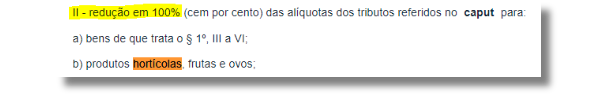 II - redução em 100% (cem por cento) das alíquotas dos tributos referidos no caput para:
a) bens de que trata o § 1º, III a VI;
b) produtos hortícolas, frutas e ovos;